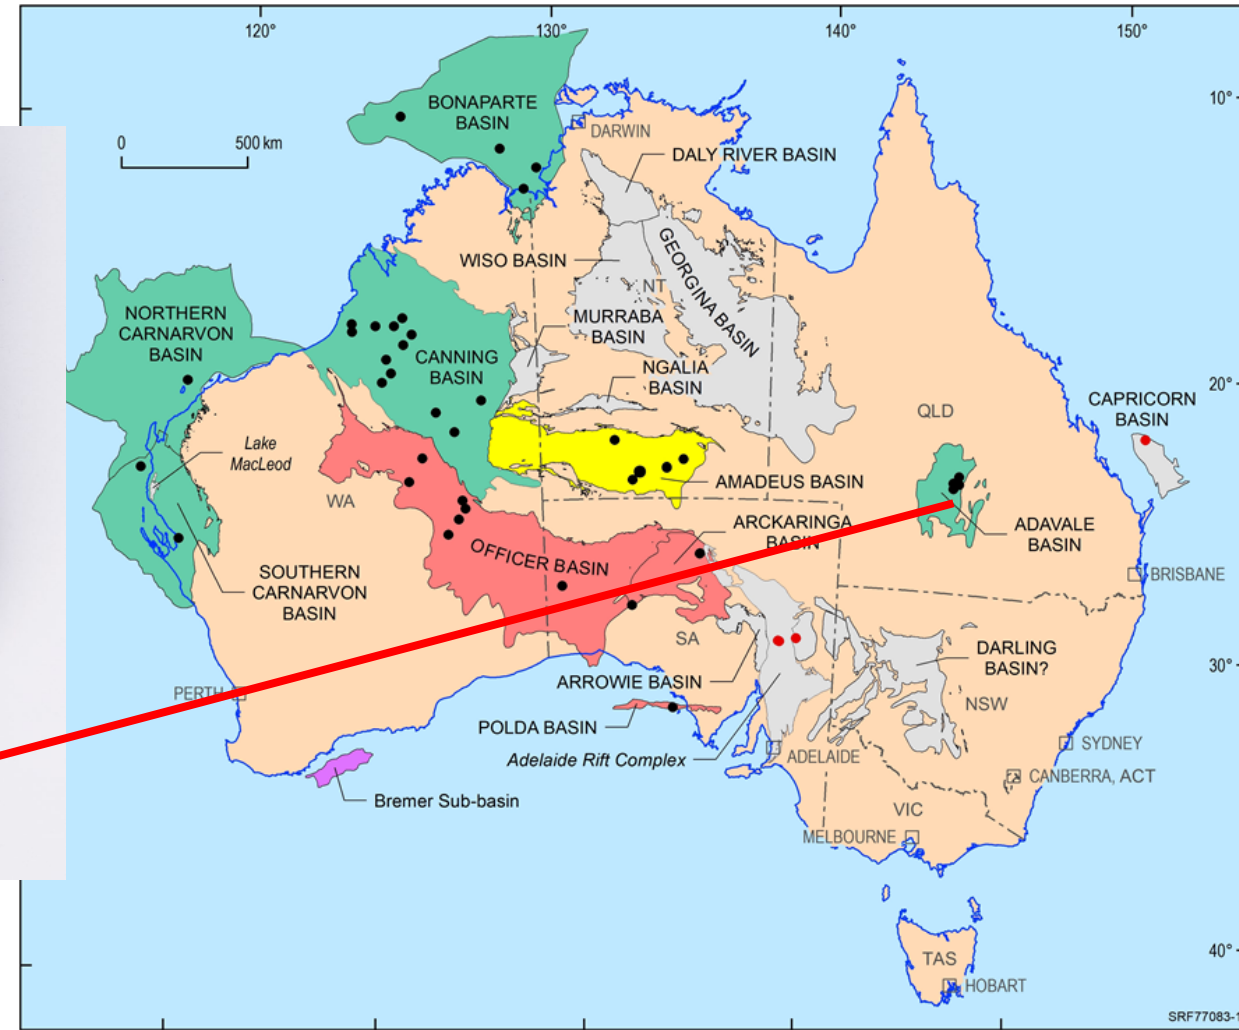 120°
130°
140°
150°
10°
20°
30°
40°
0
500 km
BONAPARTE
BASIN
DARWIN
DALY RIVER BASIN
WISO BASIN
GEORGINA BASIN
NT
NORTHERN
CARNARVON
BASIN
MURRABA
BASIN
CANNING
BASIN
NGALIA
BASIN
QLD
CAPRICORN
BASIN
Lake
MacLeod
WA
AMADEUS BASIN
ARCKARINGA
BASIN
ADAVALE
BASIN
OFFICER BASIN
SOUTHERN
CARNARVON
BASIN
BRISBANE
SA
DARLING
BASIN?
NSW
ARROWIE BASIN
PERTH
POLDA BASIN
Adelaide Rift Complex
ADELAIDE
SYDNEY
CANBERRA, ACT
Bremer Sub-basin
VIC
MELBOURNE
TAS
HOBART
SRF77083-1